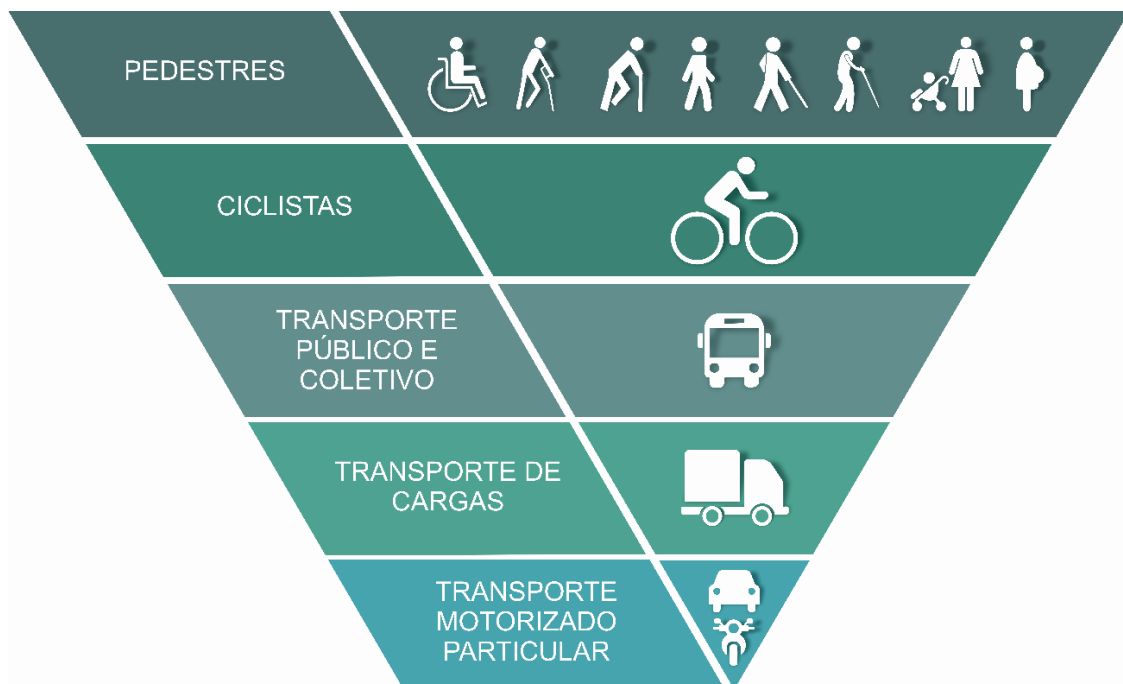 PEDESTRES
CICLISTAS
TRANSPORTE
PÚBLICO E
COLETIVO
TRANSPORTE DE
CARGAS
TRANSPORTE
MOTORIZADO
PARTICULAR